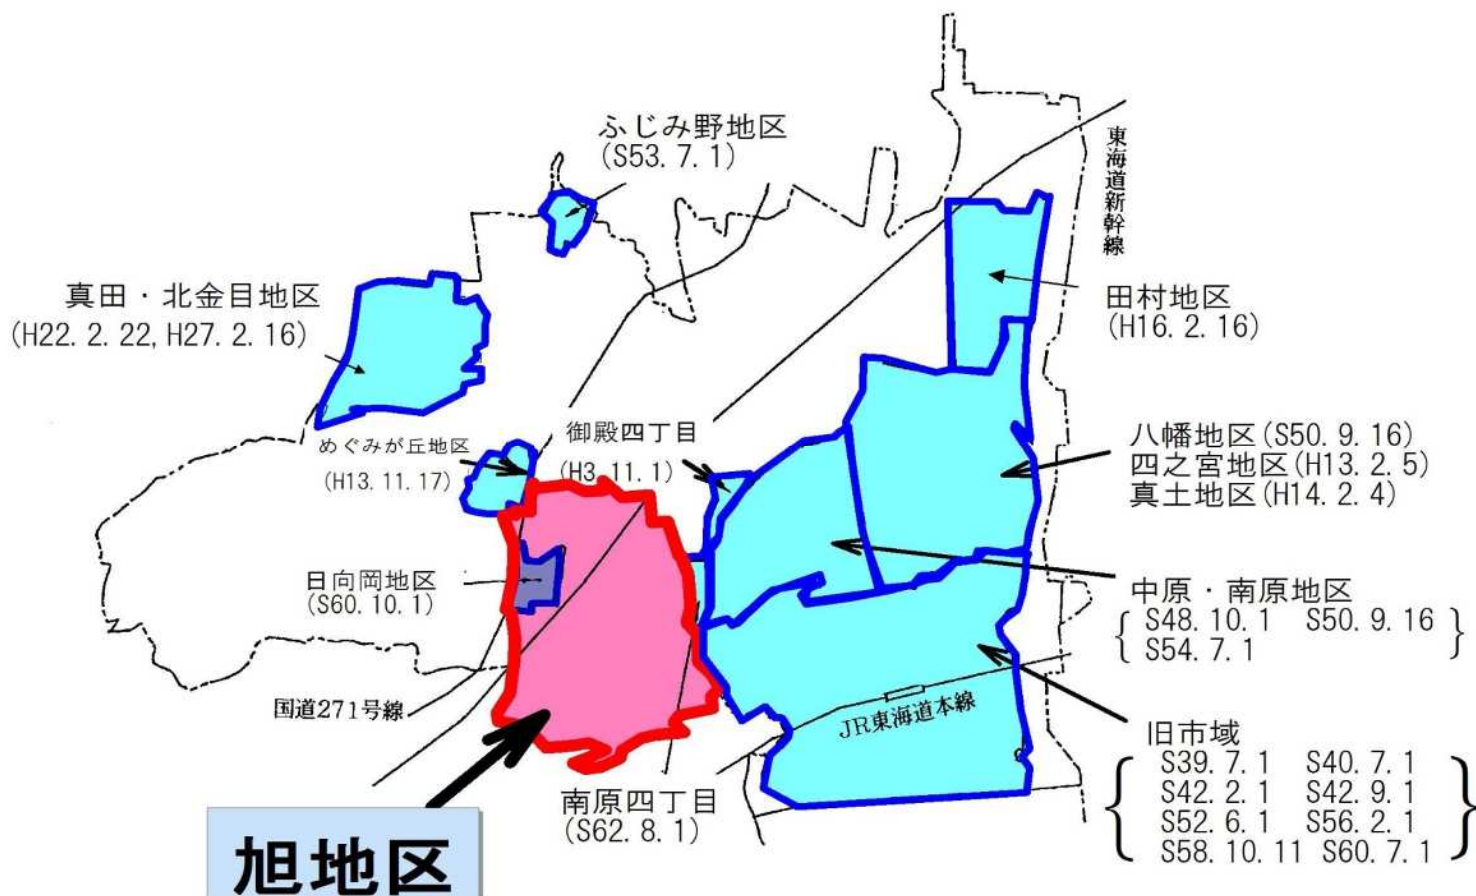 ふじみ野地区
(S53.7.1)
東海道新幹線
真田・北金目地区
(H22.2.22,H27.2.16)
田村地区
(H16.2.16)
めぐみが丘地区
(H13.11.17)
御殿四丁目
(H3.11.1)
八幡地区(S50.9.16)
四之宮地区(H13.2.5)
真土地区(H14.2.4)
日向岡地区
(S60.10.1)
中原・南原地区
S48.10.1 S50.9.16
S54.7.1
国道271号線
JR東海道本線
旧市域
S39.7.1 S40.7.1
S42.2.1 S42.9.1
S52.6.1 S56.2.1
S58.10.11 S60.7.1
南原四丁目
(S62.8.1)
旭地区